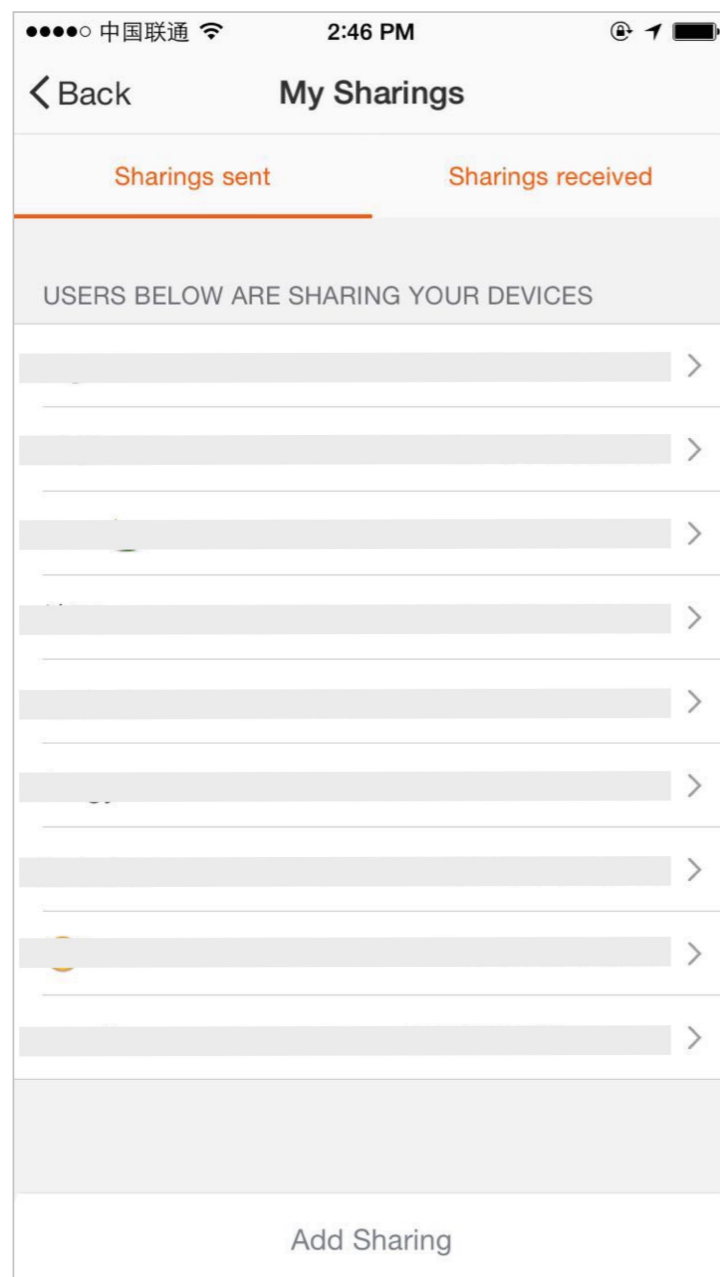 中国联通 2:46 PM
Back My Sharings
Sharings sent Sharings received
USERS BELOW ARE SHARING YOUR DEVICES
Add Sharing